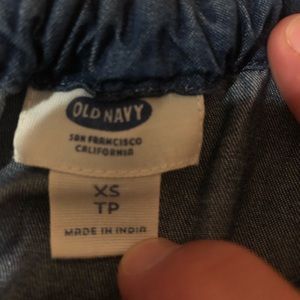 OLD NAVY
SAN FRANCISCO
CALIFORNIA
XS
TP
MADE IN INDIA